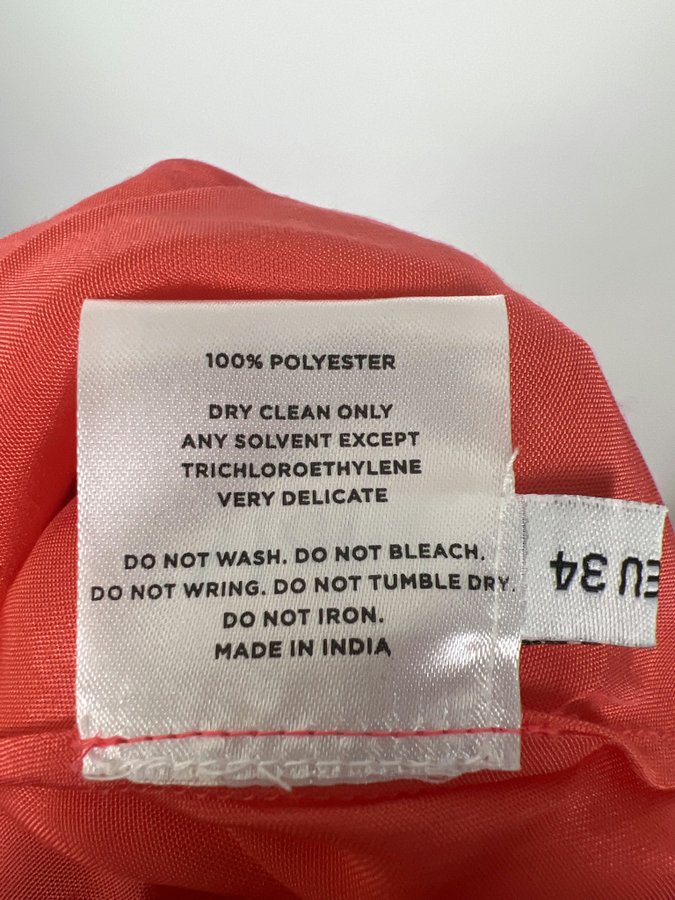 100% POLYESTER
DRY CLEAN ONLY
ANY SOLVENT EXCEPT
TRICHLOROETHYLENE
VERY DELICATE
DO NOT WASH. DO NOT BLEACH.
DO NOT WRING. DO NOT TUMBLE DRY.
DO NOT IRON.
MADE IN INDIA
EU 34